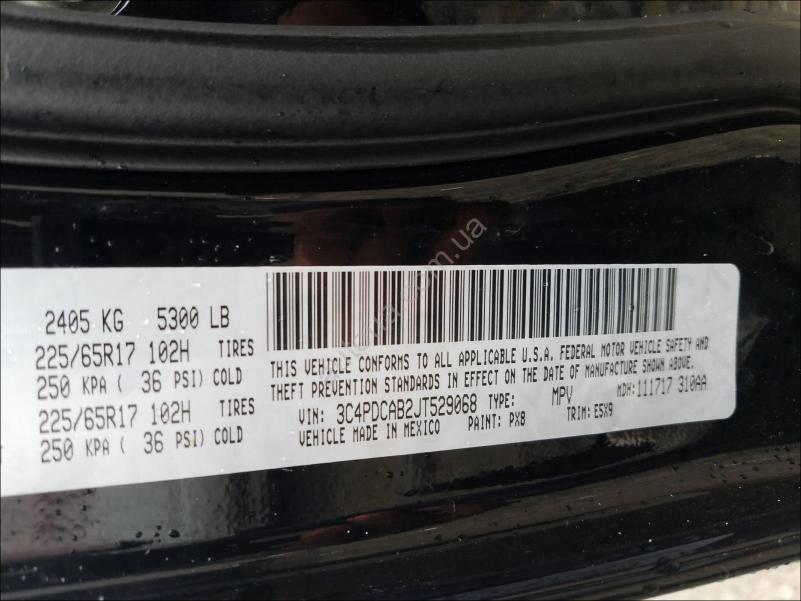 2405 KG 5300 LB
225/65R17 102H TIRES
250 KPA ( 36 PSI) COLD
225/65R17 102H TIRES
250 KPA ( 36 PSI) COLD
THIS VEHICLE CONFORMS TO ALL APPLICABLE U.S.A. FEDERAL MOTOR VEHICLE SAFETY AND
THEFT PREVENTION STANDARDS IN EFFECT ON THE DATE OF MANUFACTURE SHOWN ABOVE.
VIN: 3C4PDCAB2JT529068 TYPE: MPV MDH: 111717 310AA
VEHICLE MADE IN MEXICO PAINT: PX8 TRIM: E5X9